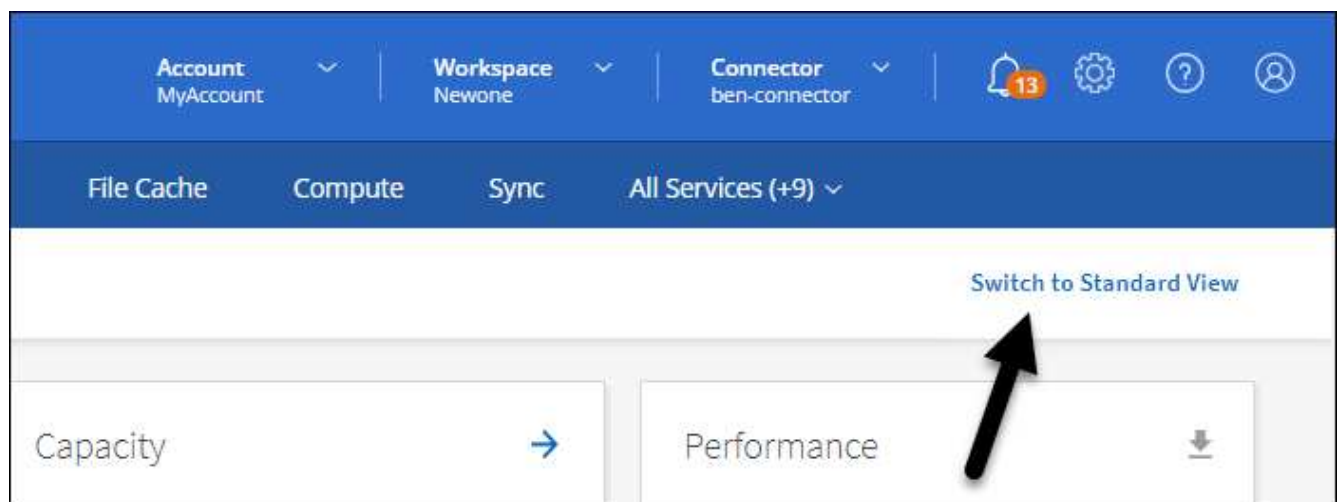 Account
MyAccount
Workspace
Newone
Connector
ben-connector
13
?
File Cache Compute Sync All Services (+9)
Switch to Standard View
Capacity
Performance